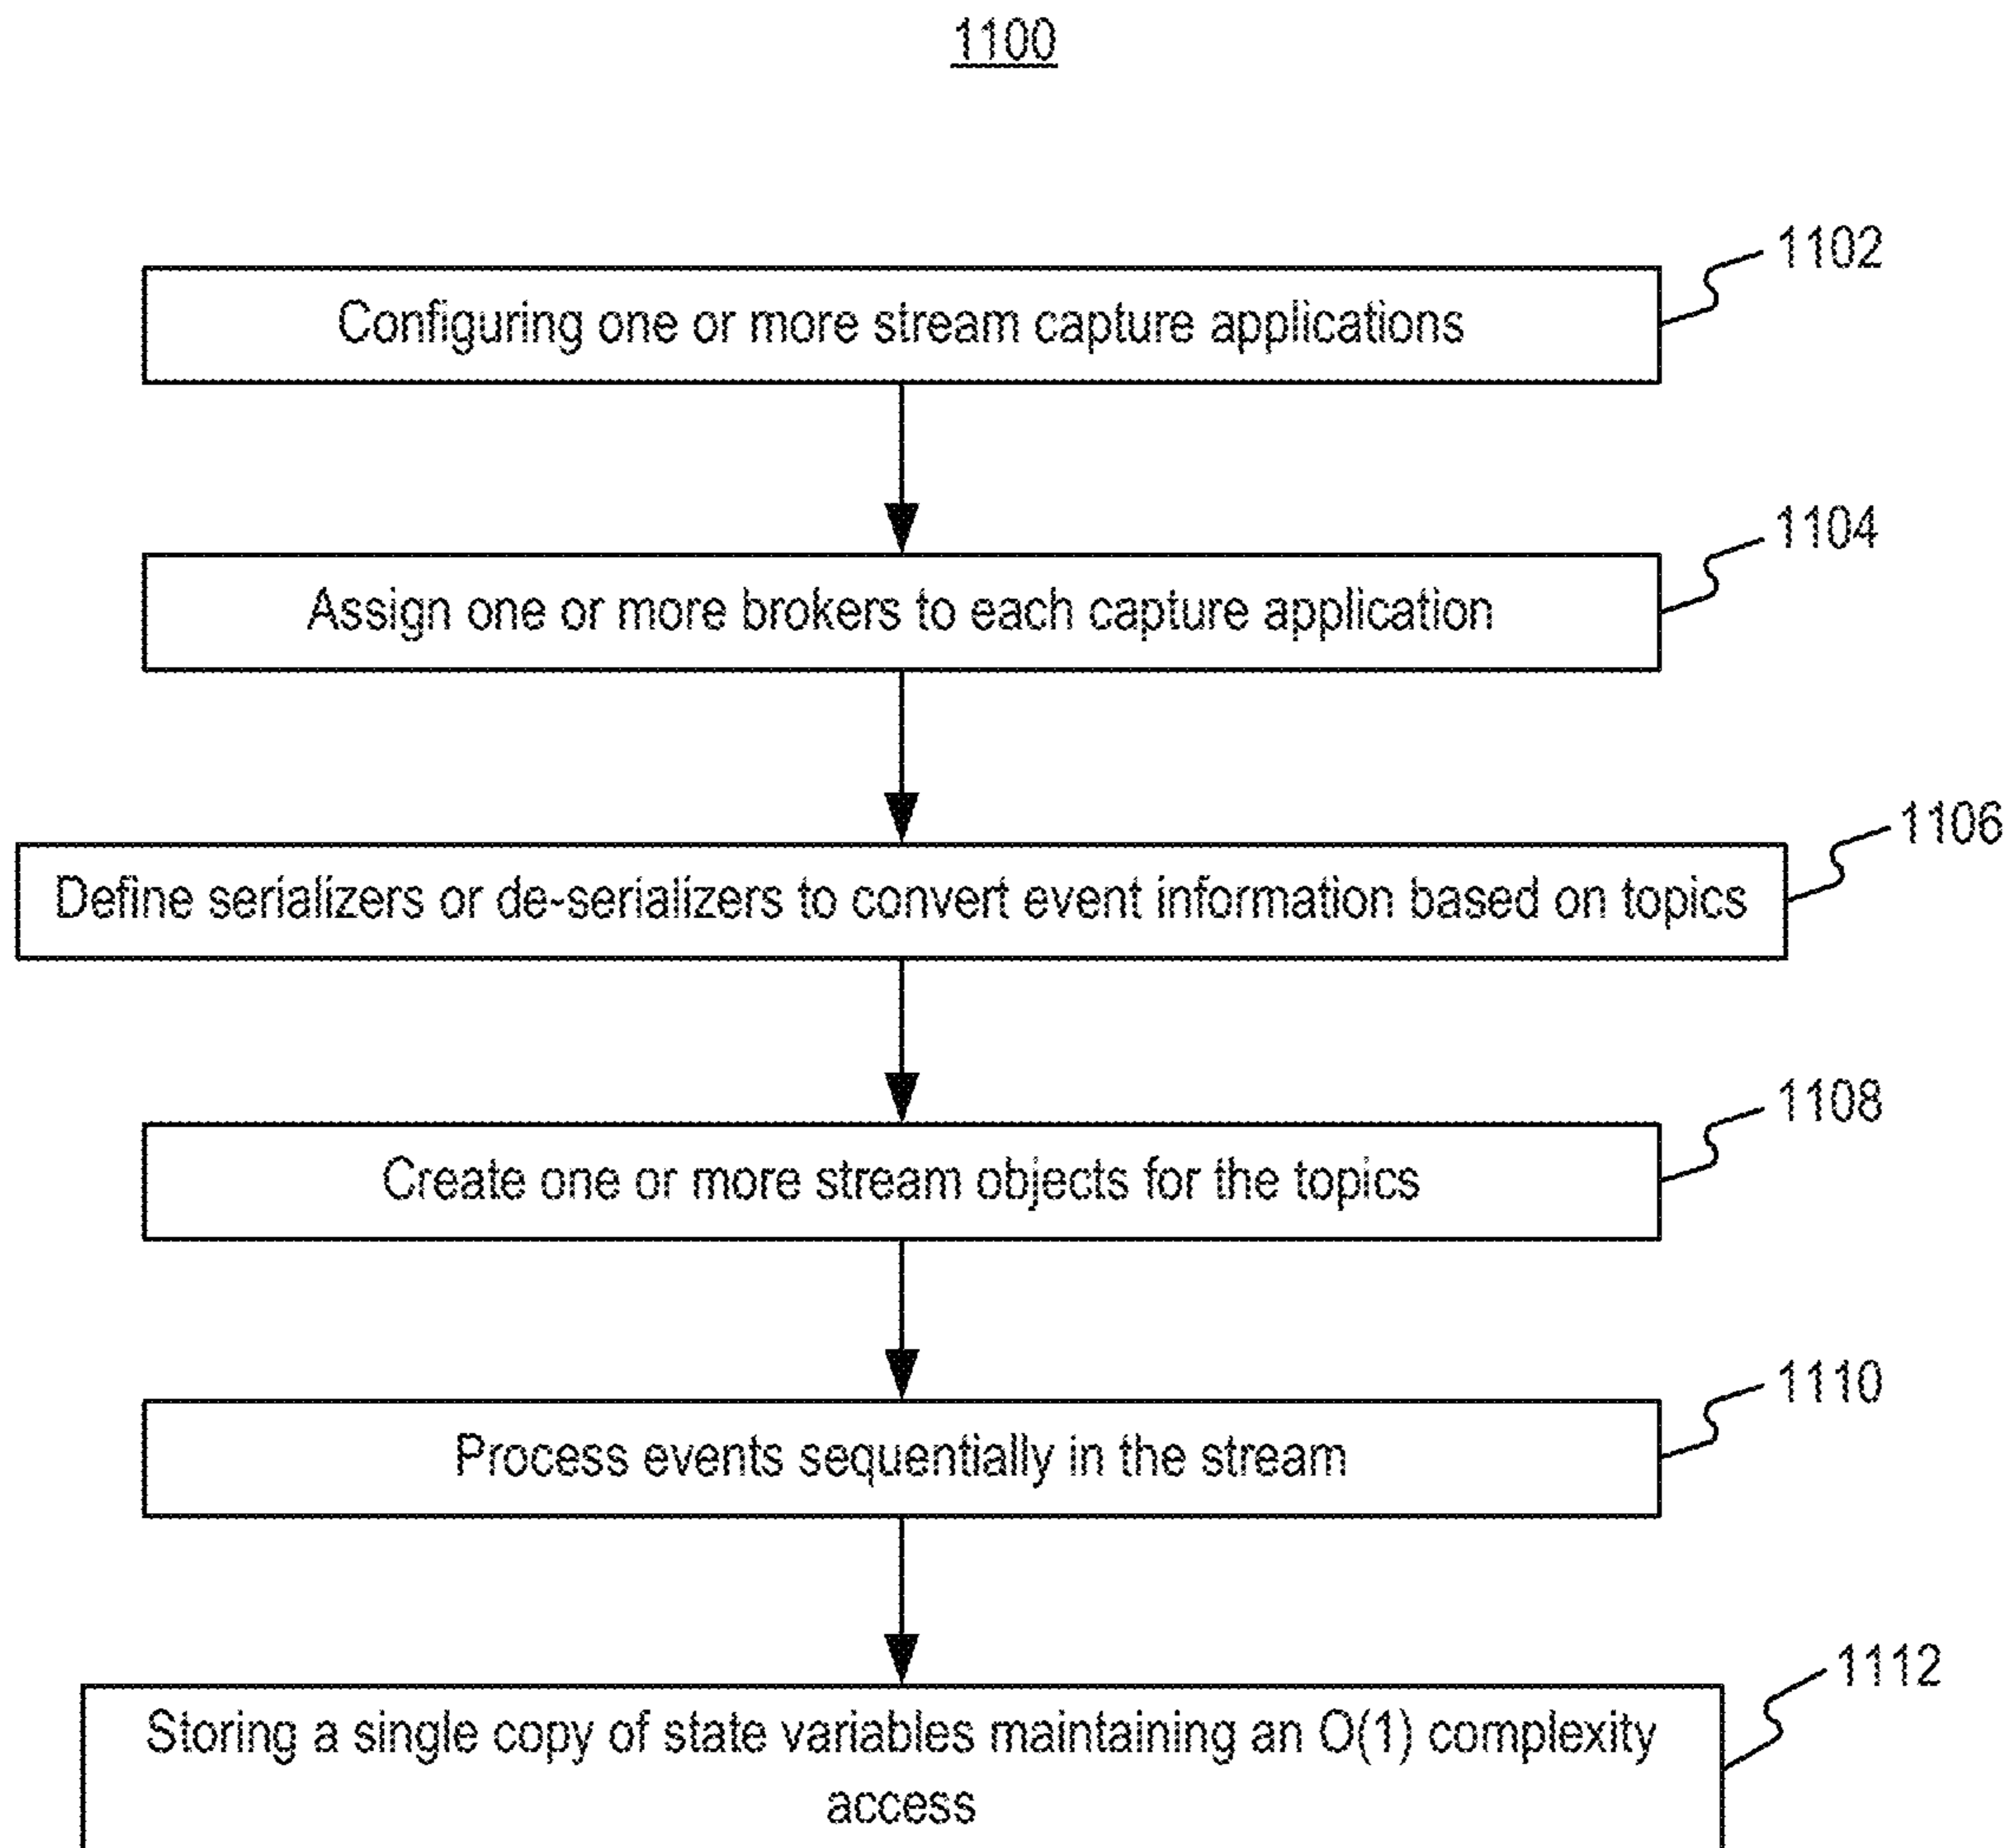 1100
1102
Configuring one or more stream capture applications
1104
Assign one or more brokers to each capture application
1106
Define serializers or de-serializers to convert event information based on topics
1108
Create one or more stream objects for the topics
1110
Process events sequentially in the stream
1112
Storing a single copy of state variables maintaining an O(1) complexity
access